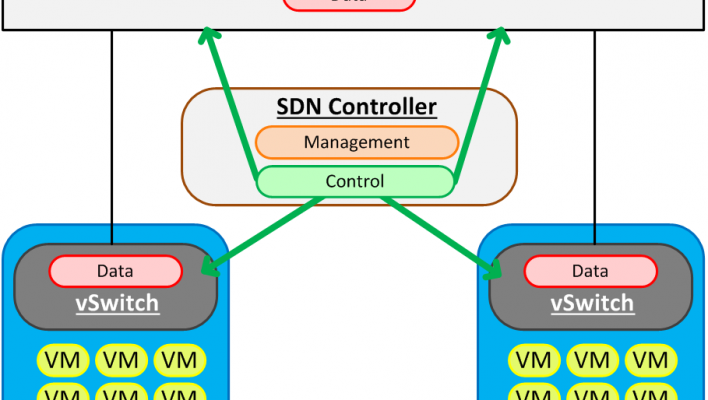 Data
SDN Controller
Management
Control
Data
Data
vSwitch
vSwitch
VM VM VM
VM VM VM
VM VM VM
VM VM VM